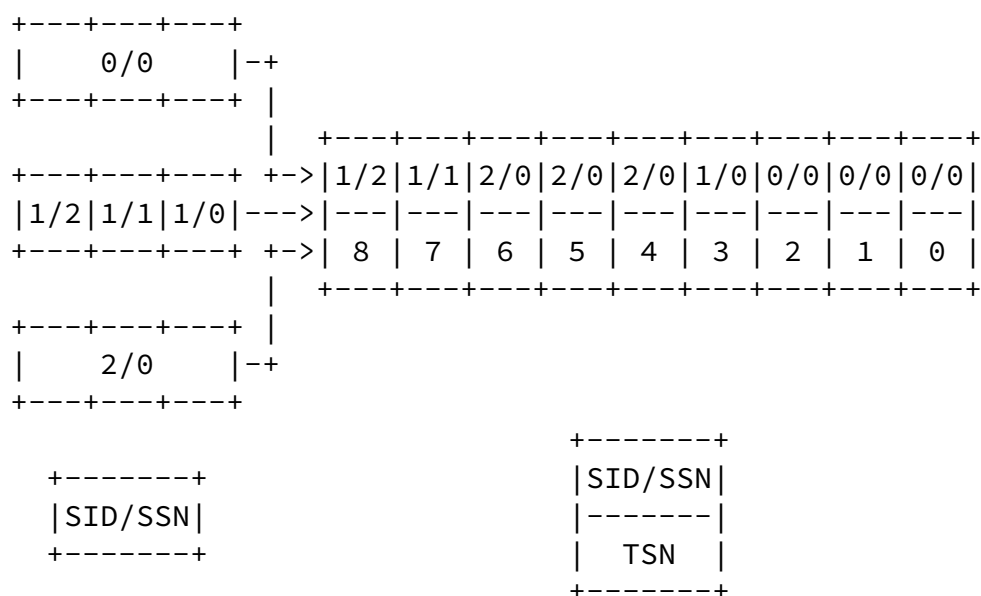 +---+---+---+
|    0/0    |-+
+---+---+---+ |
              |  +---+---+---+---+---+---+---+---+---+
+---+---+---+ +->|1/2|1/1|2/0|2/0|2/0|1/0|0/0|0/0|0/0|
|1/2|1/1|1/0|--->|---|---|---|---|---|---|---|---|---|
+---+---+---+ +->| 8 | 7 | 6 | 5 | 4 | 3 | 2 | 1 | 0 |
              |  +---+---+---+---+---+---+---+---+---+
+---+---+---+ |
|    2/0    |-+
+---+---+---+
                              +-------+
  +-------+                   |SID/SSN|
  |SID/SSN|                   |-------|
  +-------+                   |  TSN  |
                              +-------+